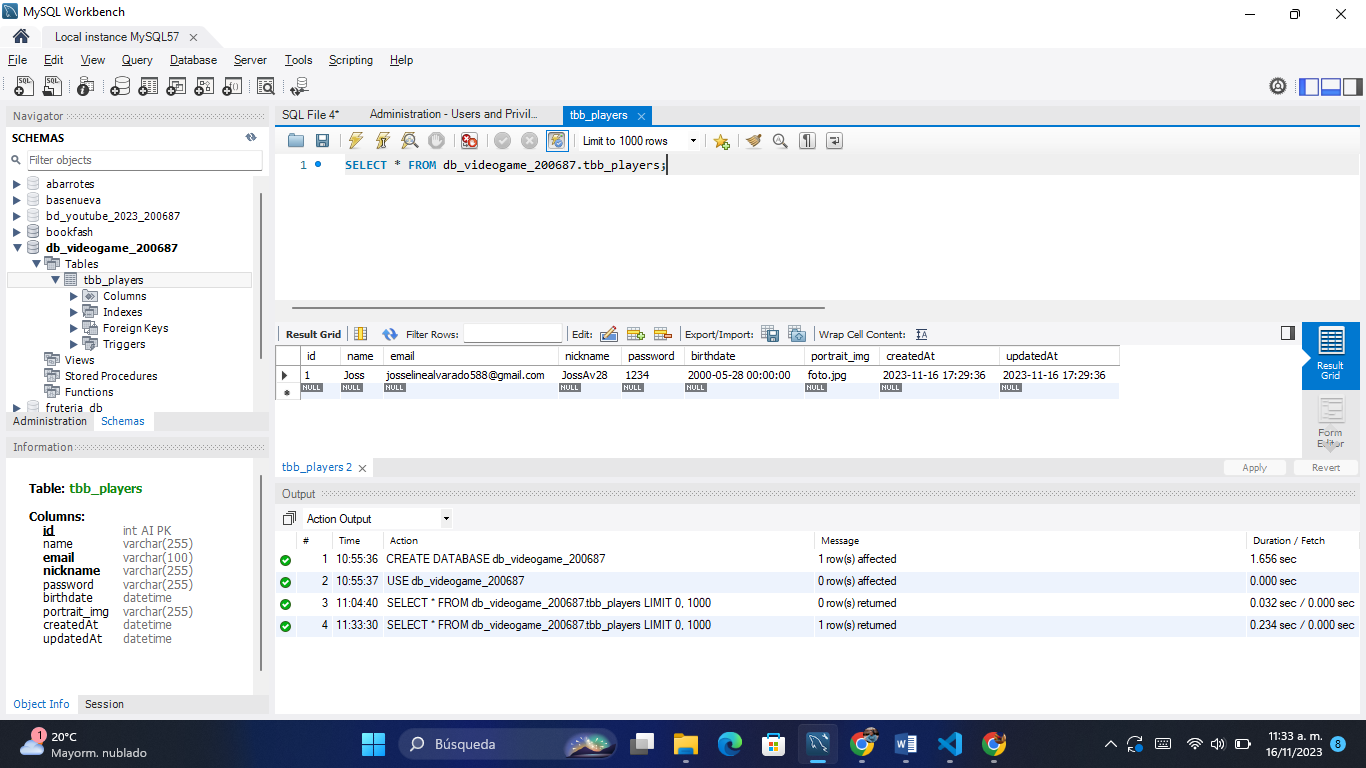 MySQL Workbench
Local instance MySQL57
File Edit View Query Database Server Tools Scripting Help
Navigator
SCHEMAS
Filter objects
abarrotes
basenueva
bd_youtube_2023_200687
bookfash
db_videogame_200687
Tables
tbb_players
Columns
Indexes
Foreign Keys
Triggers
Views
Stored Procedures
Functions
fruteria_db
Administration Schemas
Information
Table: tbb_players
Columns:
id int AI PK
name varchar(255)
email varchar(100)
nickname varchar(255)
password varchar(255)
birthdate datetime
portrait_img varchar(255)
createdAt datetime
updatedAt datetime
Object Info Session
SQL File 4* Administration - Users and Privil... tbb_players
Limit to 1000 rows
1 SELECT * FROM db_videogame_200687.tbb_players;
Result Grid Filter Rows: Edit: Export/Import: Wrap Cell Content:
id name email nickname password birthdate portrait_img createdAt updatedAt
1 Joss josselinealvarado588@gmail.com JossAv28 1234 2000-05-28 00:00:00 foto.jpg 2023-11-16 17:29:36 2023-11-16 17:29:36
NULL NULL NULL NULL NULL NULL NULL NULL NULL
Result
Grid
Form
Editor
tbb_players 2 Apply Revert
Output
Action Output
# Time Action Message Duration / Fetch
1 10:55:36 CREATE DATABASE db_videogame_200687 1 row(s) affected 1.656 sec
2 10:55:37 USE db_videogame_200687 0 row(s) affected 0.000 sec
3 11:04:40 SELECT * FROM db_videogame_200687.tbb_players LIMIT 0, 1000 0 row(s) returned 0.032 sec / 0.000 sec
4 11:33:30 SELECT * FROM db_videogame_200687.tbb_players LIMIT 0, 1000 1 row(s) returned 0.234 sec / 0.000 sec
1
20°C
Mayorm. nublado
Búsqueda
11:33 a. m.
16/11/2023
8